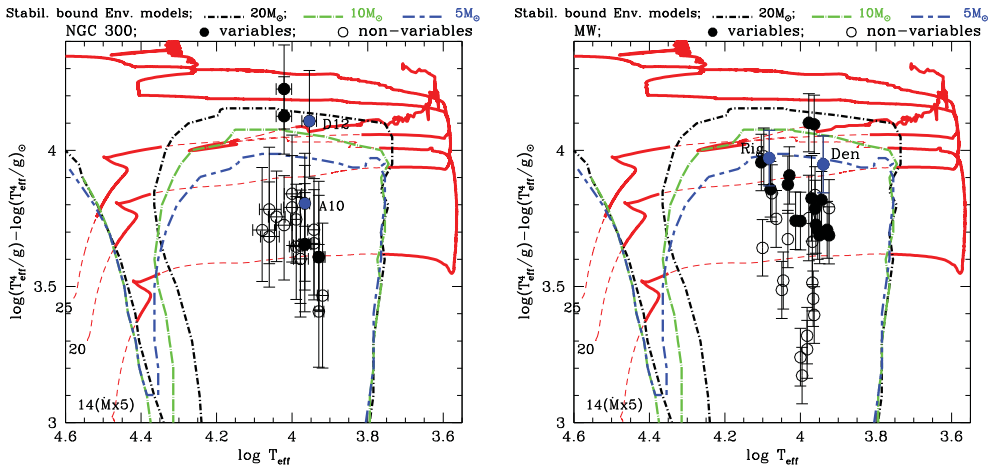 Stabil. bound Env. models; 20M⊙; 10M⊙ 5M⊙
NGC 300; variables; non-variables
log(T⁴eff/g)-log(T⁴eff/g)⊙
4
3.5
3
D12
A10
25
20
14(Ṁx5)
4.6 4.4 4.2 4 3.8 3.6
log Teff
Stabil. bound Env. models; 20M⊙; 10M⊙ 5M⊙
MW; variables; non-variables
log(T⁴eff/g)-log(T⁴eff/g)⊙
4
3.5
3
Rig
Den
25
20
14(Ṁx5)
4.6 4.4 4.2 4 3.8 3.6
log Teff